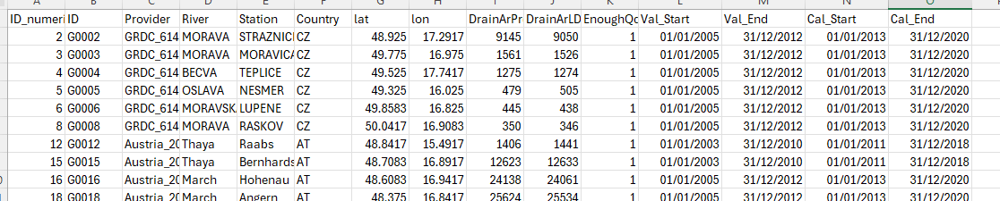 A B C D E F G H I J K L M N O
ID_numeri ID Provider River Station Country lat lon DrainArPr DrainArLD EnoughQc Val_Start Val_End Cal_Start Cal_End
2 G0002 GRDC_614 MORAVA STRAZNIC CZ 48.925 17.2917 9145 9050 1 01/01/2005 31/12/2012 01/01/2013 31/12/2020
3 G0003 GRDC_614 MORAVA MORAVICA CZ 49.775 16.975 1561 1526 1 01/01/2005 31/12/2012 01/01/2013 31/12/2020
4 G0004 GRDC_614 BECVA TEPLICE CZ 49.525 17.7417 1275 1274 1 01/01/2005 31/12/2012 01/01/2013 31/12/2020
5 G0005 GRDC_614 OSLAVA NESMER CZ 49.325 16.025 479 505 1 01/01/2005 31/12/2012 01/01/2013 31/12/2020
6 G0006 GRDC_614 MORAVSK. LUPENE CZ 49.8583 16.825 445 438 1 01/01/2005 31/12/2012 01/01/2013 31/12/2020
8 G0008 GRDC_614 MORAVA RASKOV CZ 50.0417 16.9083 350 346 1 01/01/2005 31/12/2012 01/01/2013 31/12/2020
12 G0012 Austria_20 Thaya Raabs AT 48.8417 15.4917 1406 1441 1 01/01/2003 31/12/2010 01/01/2011 31/12/2018
15 G0015 Austria_20 Thaya Bernhards AT 48.7083 16.8917 12623 12633 1 01/01/2003 31/12/2010 01/01/2011 31/12/2018
16 G0016 Austria_20 March Hohenau AT 48.6083 16.9417 24138 24061 1 01/01/2005 31/12/2012 01/01/2013 31/12/2020
18 G0018 Austria_20 March Angern AT 48.375 16.8417 25624 25534 1 01/01/2005 31/12/2012 01/01/2013 31/12/2020